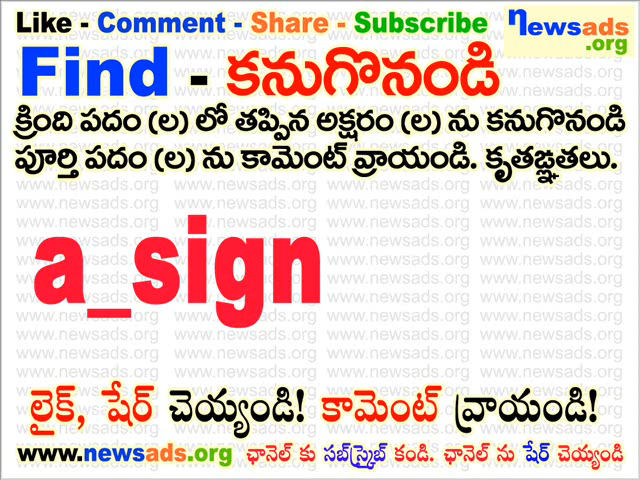 Like - Comment - Share - Subscribe
newsads
.org
Find - కనుగొనండి
క్రింది పదం (ల) లో తప్పిన అక్షరం (ల) ను కనుగొనండి
పూర్తి పదం (ల) ను కామెంట్ వ్రాయండి. కృతఙ్ఞతలు.
a_sign
లైక్, షేర్ చెయ్యండి! కామెంట్ వ్రాయండి!
www.newsads.org ఛానెల్ కు సబ్‌స్క్రైబ్ కండి. ఛానెల్ ను షేర్ చెయ్యండి